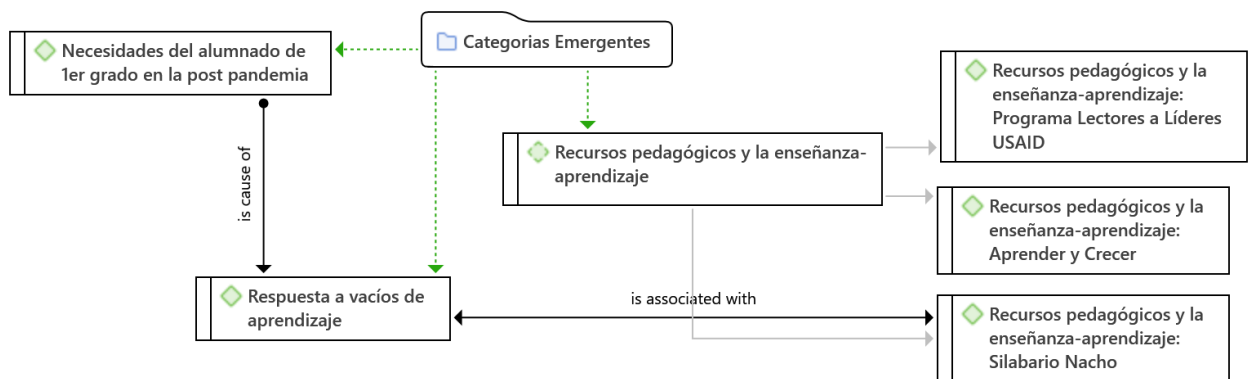 Categorias Emergentes
Necesidades del alumnado de
1er grado en la post pandemia
Recursos pedagógicos y la
enseñanza-aprendizaje:
Programa Lectores a Líderes
USAID
Recursos pedagógicos y la enseñanza-
aprendizaje
is cause of
Recursos pedagógicos y la
enseñanza-aprendizaje:
Aprender y Crecer
Respuesta a vacíos de
aprendizaje
is associated with
Recursos pedagógicos y la
enseñanza-aprendizaje:
Silabario Nacho